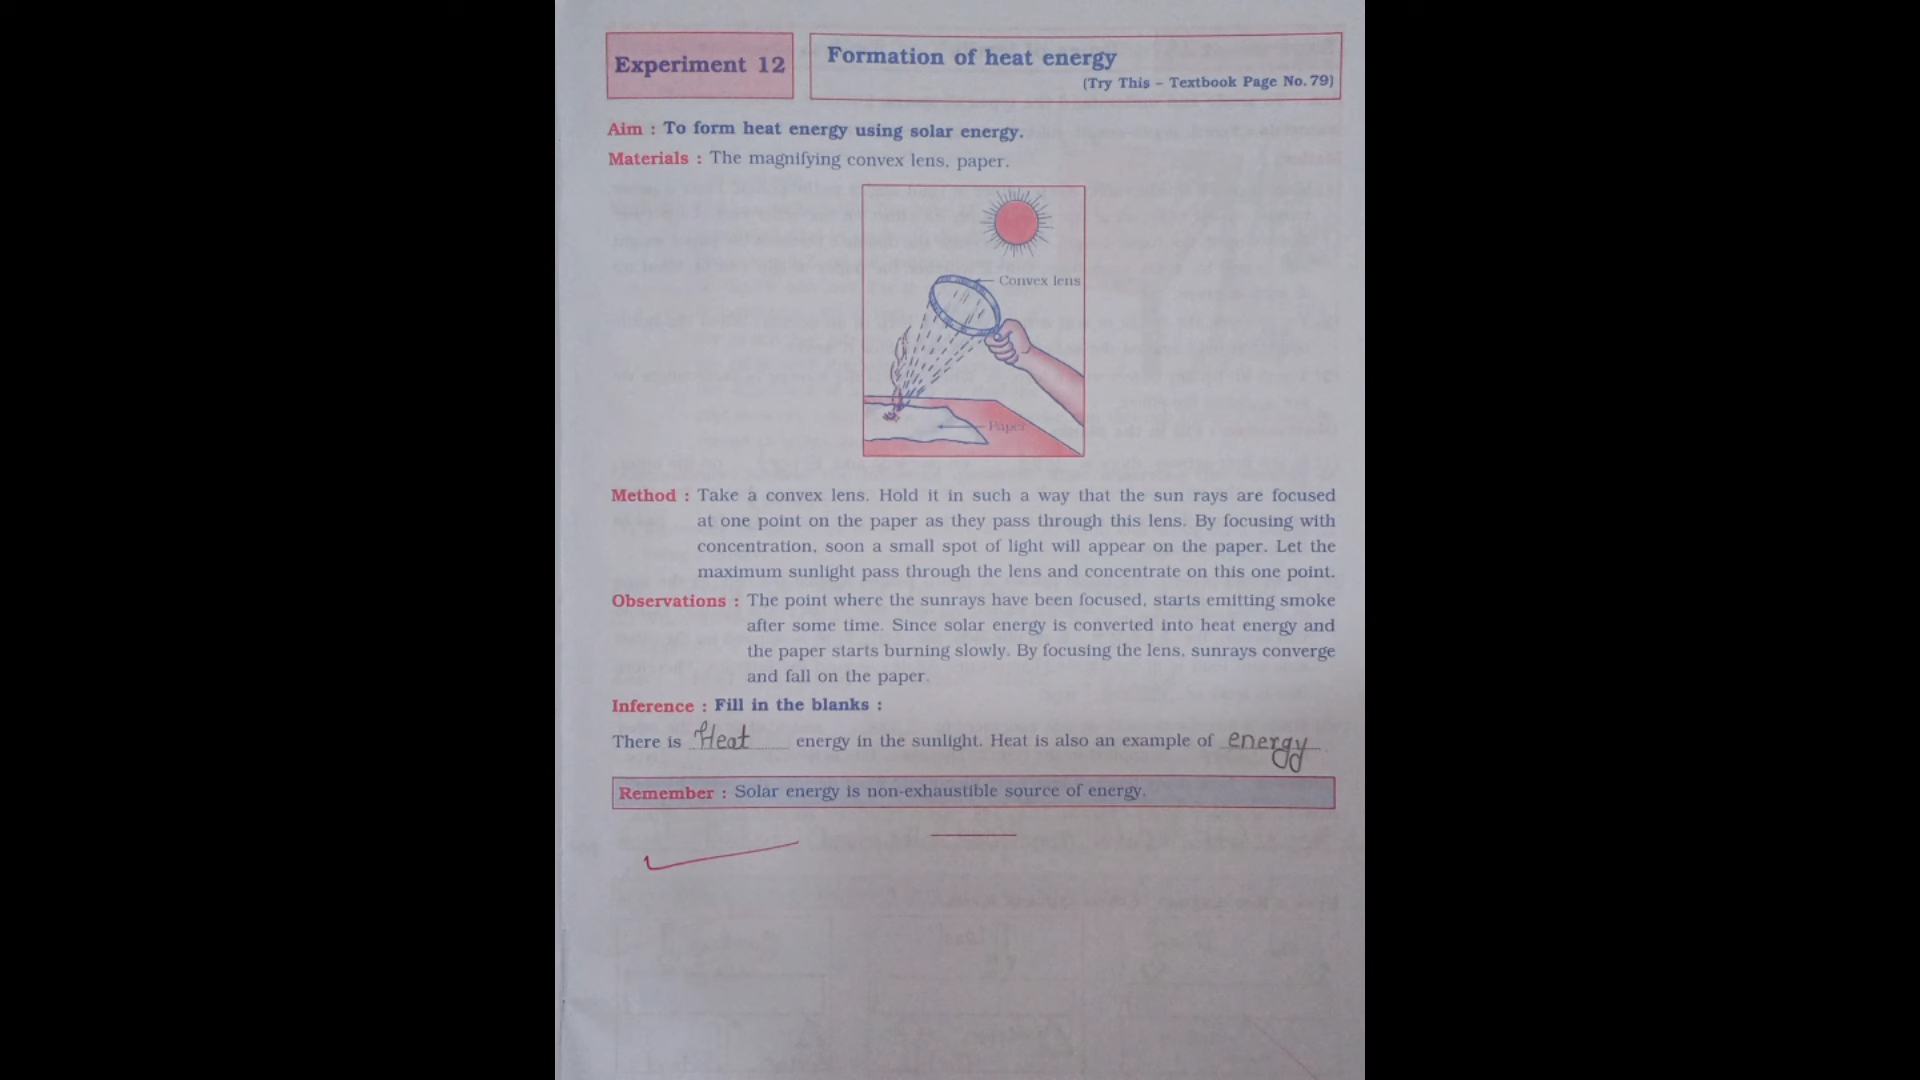 Experiment 12
Formation of heat energy
(Try This – Textbook Page No. 79)
Aim : To form heat energy using solar energy.
Materials : The magnifying convex lens, paper.
Convex lens
Paper
Method : Take a convex lens. Hold it in such a way that the sun rays are focused
at one point on the paper as they pass through this lens. By focusing with
concentration, soon a small spot of light will appear on the paper. Let the
maximum sunlight pass through the lens and concentrate on this one point.
Observations : The point where the sunrays have been focused, starts emitting smoke
after some time. Since solar energy is converted into heat energy and
the paper starts burning slowly. By focusing the lens, sunrays converge
and fall on the paper.
Inference : Fill in the blanks :
There is Heat energy in the sunlight. Heat is also an example of energy.
Remember : Solar energy is non-exhaustible source of energy.